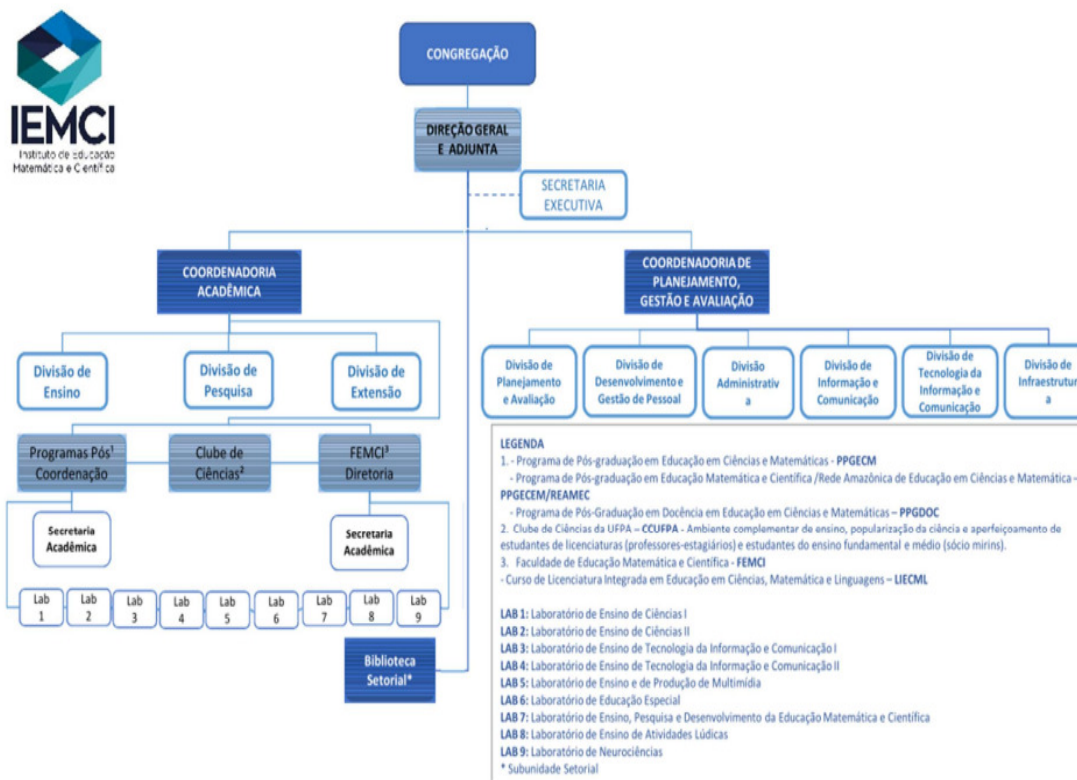 IEMCI
Instituto de Educação
Matemática e Científica
CONGREGAÇÃO
DIREÇÃO GERAL
E ADJUNTA
SECRETARIA
EXECUTIVA
COORDENADORIA
ACADÊMICA
COORDENADORIA DE
PLANEJAMENTO,
GESTÃO E AVALIAÇÃO
Divisão de
Ensino
Divisão de
Pesquisa
Divisão de
Extensão
Divisão de
Planejamento
e Avaliação
Divisão de
Desenvolvimento e
Gestão de Pessoal
Divisão
Administrativ
a
Divisão de
Informação e
Comunicação
Divisão de
Tecnologia da
Informação e
Comunicação
Divisão de
Infraestrutur
a
Programas Pós¹
Coordenação
Clube de
Ciências²
FEMCI³
Diretoria
Secretaria
Acadêmica
Secretaria
Acadêmica
Lab
1
Lab
2
Lab
3
Lab
4
Lab
5
Lab
6
Lab
7
Lab
8
Lab
9
Biblioteca
Setorial*
LEGENDA
1. - Programa de Pós-graduação em Educação em Ciências e Matemáticas - PPGECM
- Programa de Pós-graduação em Educação Matemática e Científica /Rede Amazônica de Educação em Ciências e Matemática –
PPGECEM/REAMEC
- Programa de Pós-Graduação em Docência em Educação em Ciências e Matemáticas – PPGDOC
2. Clube de Ciências da UFPA – CCUFPA - Ambiente complementar de ensino, popularização da ciência e aperfeiçoamento de
estudantes de licenciaturas (professores-estagiários) e estudantes do ensino fundamental e médio (sócio mirins).
3. Faculdade de Educação Matemática e Científica - FEMCI
- Curso de Licenciatura Integrada em Educação em Ciências, Matemática e Linguagens – LIECML
LAB 1: Laboratório de Ensino de Ciências I
LAB 2: Laboratório de Ensino de Ciências II
LAB 3: Laboratório de Ensino de Tecnologia da Informação e Comunicação I
LAB 4: Laboratório de Ensino de Tecnologia da Informação e Comunicação II
LAB 5: Laboratório de Ensino e de Produção de Multimídia
LAB 6: Laboratório de Educação Especial
LAB 7: Laboratório de Ensino, Pesquisa e Desenvolvimento da Educação Matemática e Científica
LAB 8: Laboratório de Ensino de Atividades Lúdicas
LAB 9: Laboratório de Neurociências
* Subunidade Setorial